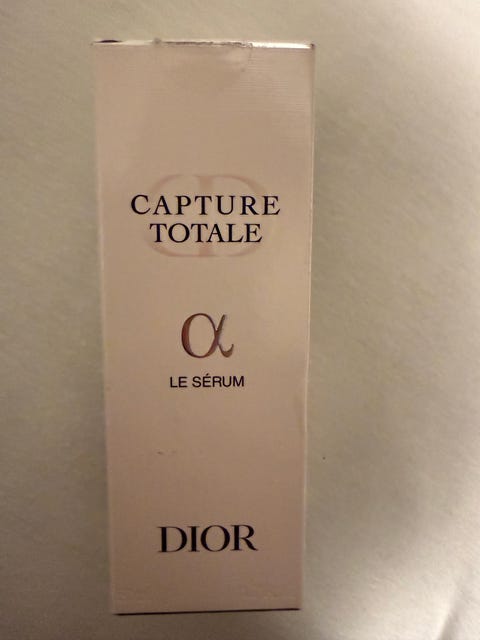 CAPTURE
TOTALE
α
LE SÉRUM
DIOR